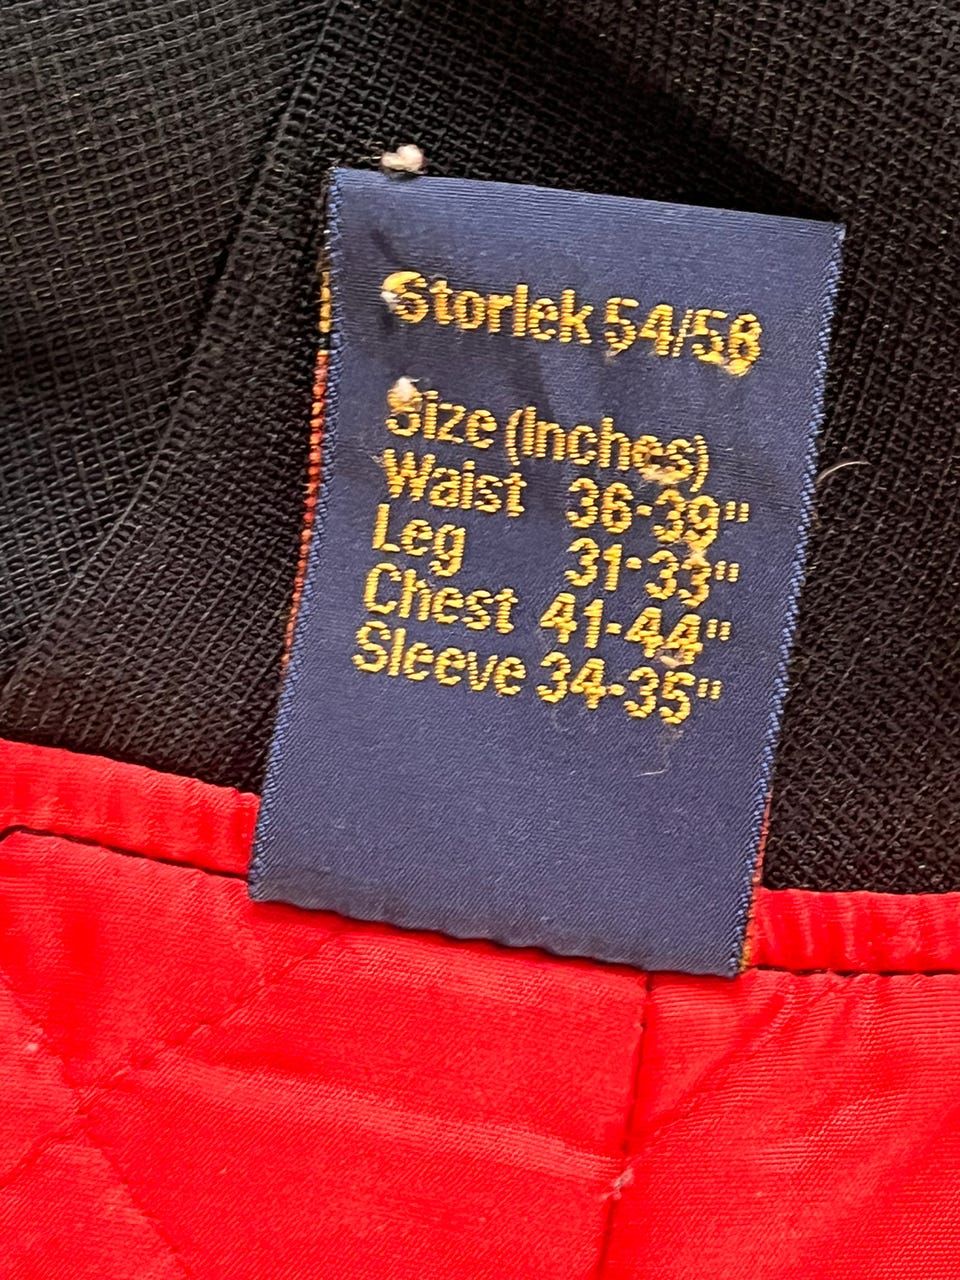 Storlek 54/58
Size (Inches)
Waist 36-39"
Leg 31-33"
Chest 41-44"
Sleeve 34-35"